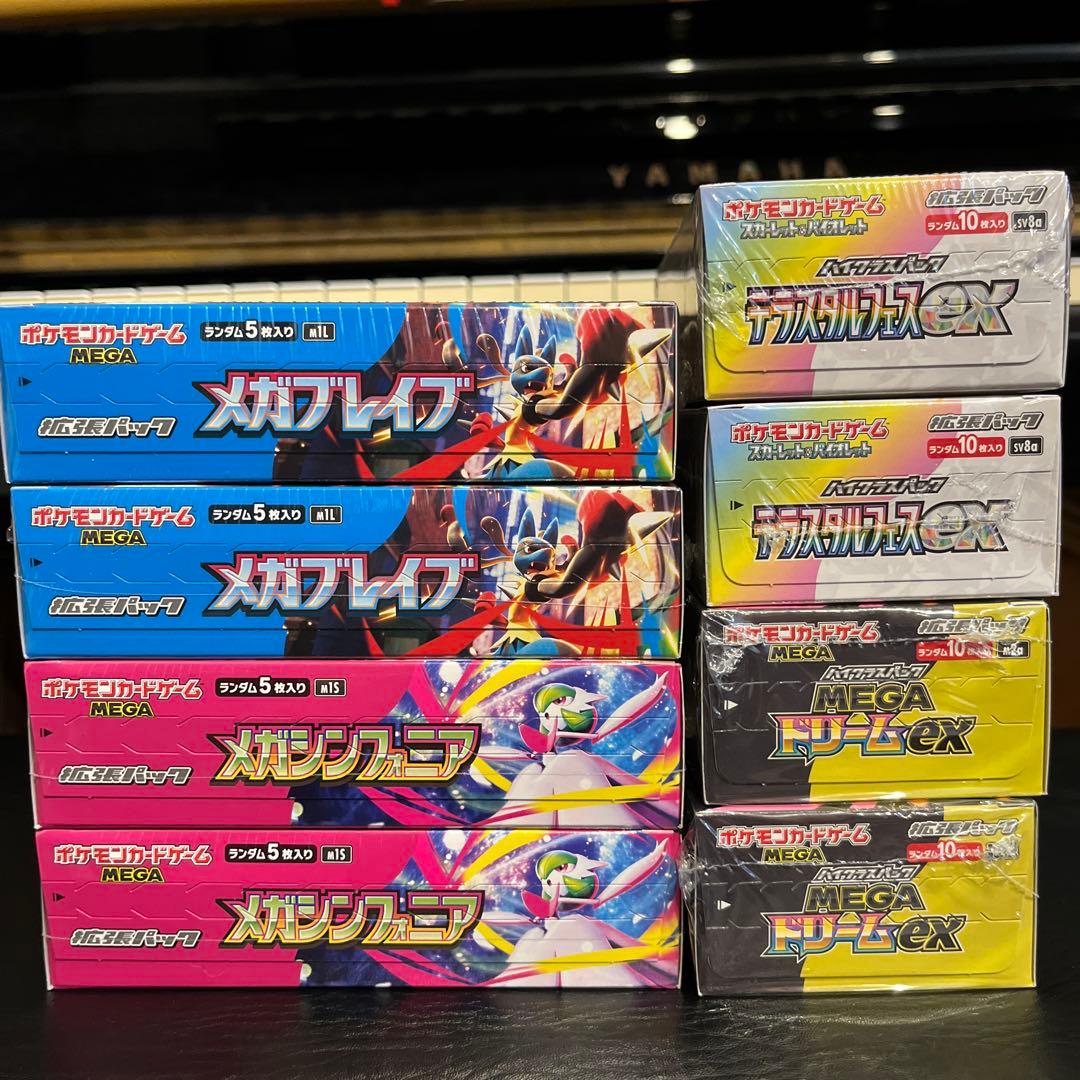 YAMAHA
ポケモンカードゲーム
MEGA
ランダム5枚入り
M1L
拡張パック
メガブレイブ
ポケモンカードゲーム
MEGA
ランダム5枚入り
M1L
拡張パック
メガブレイブ
ポケモンカードゲーム
MEGA
ランダム5枚入り
M1S
拡張パック
メガシンフォニア
ポケモンカードゲーム
MEGA
ランダム5枚入り
M1S
拡張パック
メガシンフォニア
ポケモンカードゲーム
スカーレット&バイオレット
拡張パック
ランダム10枚入り
SV8a
ハイクラスパック
テラスタルフェスex
ポケモンカードゲーム
スカーレット&バイオレット
拡張パック
ランダム10枚入り
SV8a
ハイクラスパック
テラスタルフェスex
ポケモンカードゲーム
MEGA
拡張パック
ランダム10枚入り
M2a
ハイクラスパック
MEGA
ドリームex
ポケモンカードゲーム
MEGA
拡張パック
ランダム10枚入り
ハイクラスパック
MEGA
ドリームex